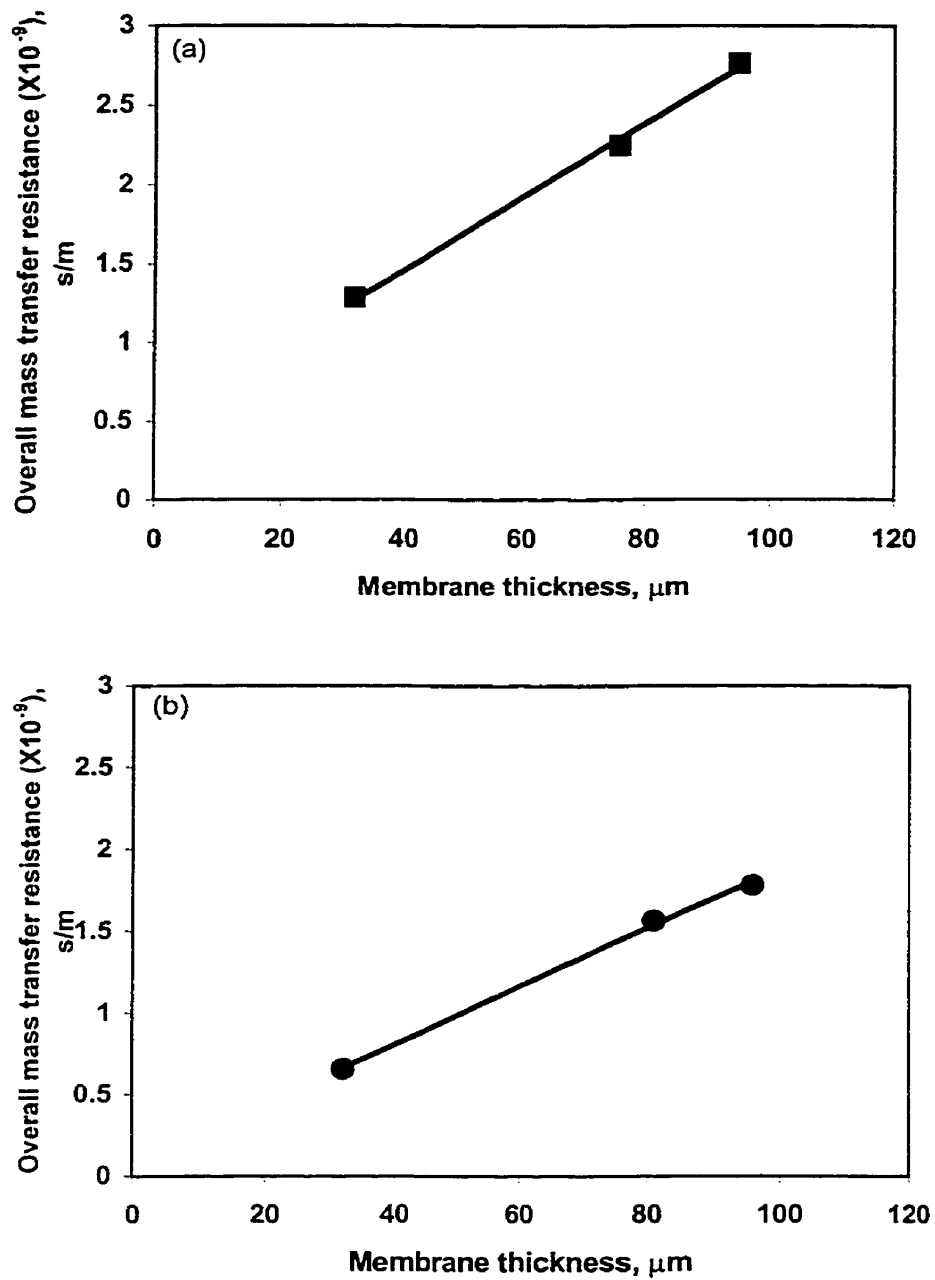 (a)
Overall mass transfer resistance (X10⁻⁹),
s/m
3
2.5
2
1.5
1
0.5
0
0 20 40 60 80 100 120
Membrane thickness, μm
(b)
Overall mass transfer resistance (X10⁻⁹),
s/m
3
2.5
2
1.5
1
0.5
0
0 20 40 60 80 100 120
Membrane thickness, μm